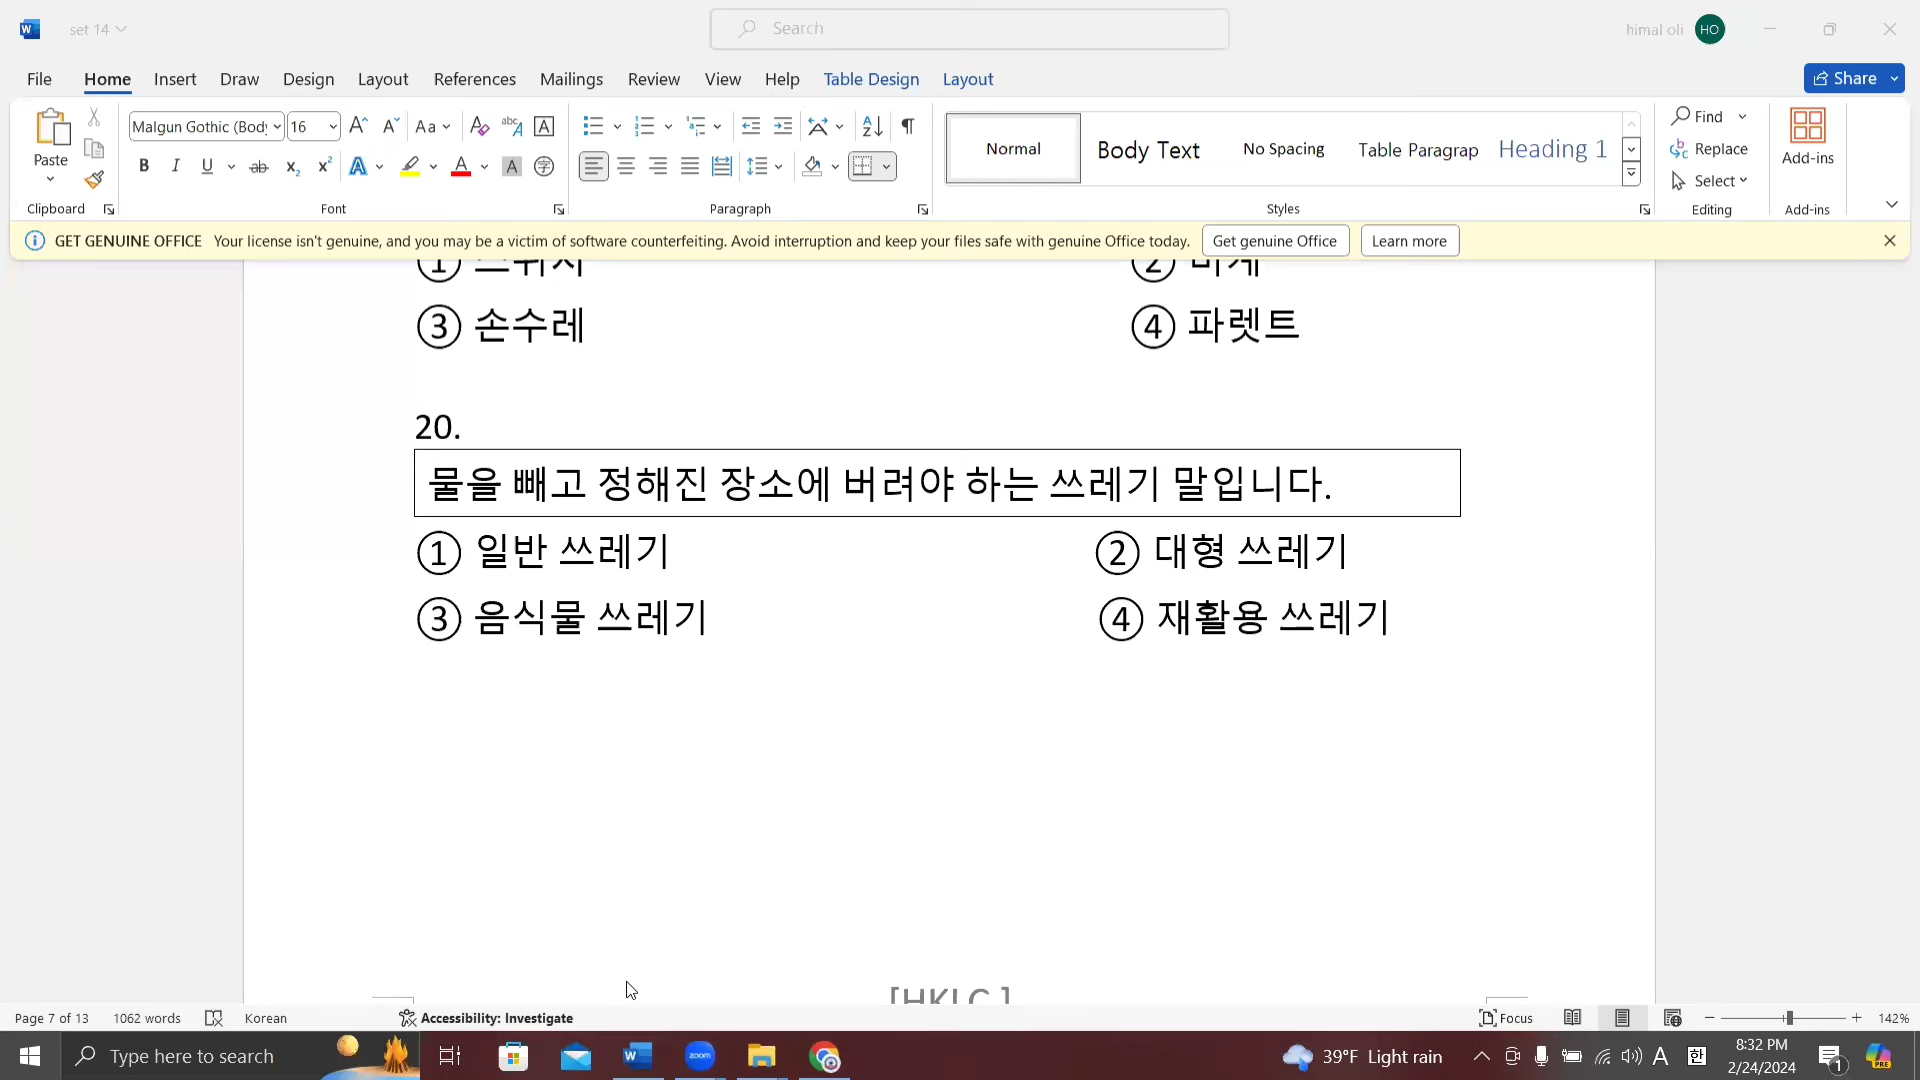 set 14
Search
himal oli
HO
File Home Insert Draw Design Layout References Mailings Review View Help Table Design Layout
Share
Paste
Malgun Gothic (Body
16
Normal
Body Text
No Spacing
Table Paragrap
Heading 1
Find
Replace
Select
Add-ins
Clipboard
Font
Paragraph
Styles
Editing
Add-ins
GET GENUINE OFFICE Your license isn't genuine, and you may be a victim of software counterfeiting. Avoid interruption and keep your files safe with genuine Office today. Get genuine Office Learn more
③ 손수레 ④ 파렛트
20.
물을 빼고 정해진 장소에 버려야 하는 쓰레기 말입니다.
① 일반 쓰레기 ② 대형 쓰레기
③ 음식물 쓰레기 ④ 재활용 쓰레기
[HKLC ]
Page 7 of 13 1062 words Korean Accessibility: Investigate Focus 142%
Type here to search
zoom
39°F Light rain
A 한
8:32 PM
2/24/2024
1
PRE